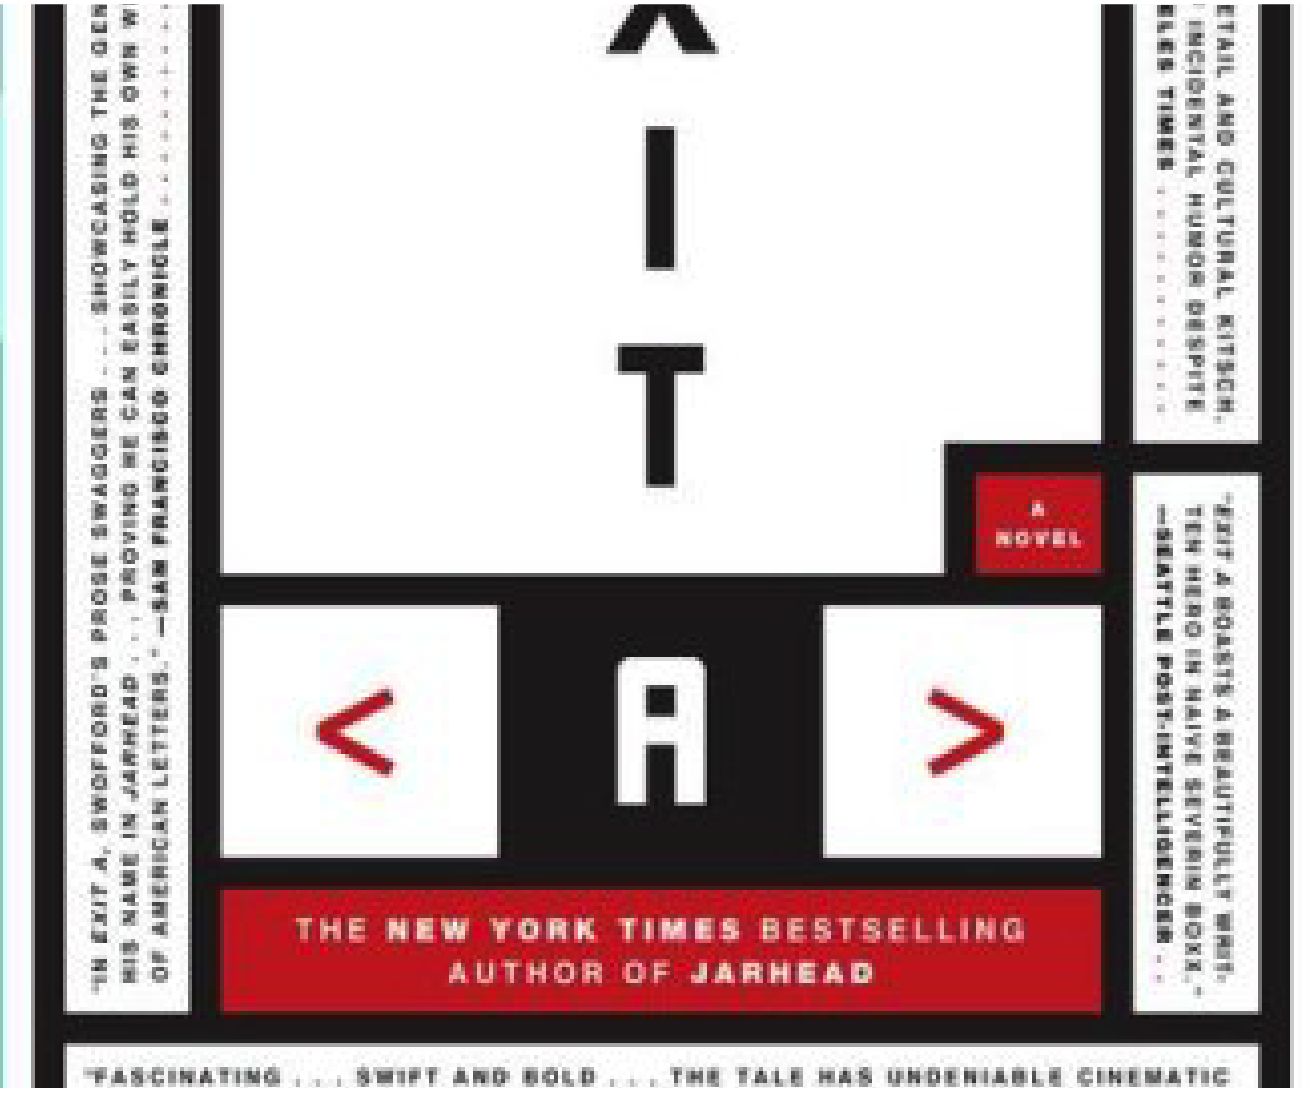 "IN EXIT A, SWOFFORD'S PROSE SWAGGERS . . . SHOWCASING THE GEN
HIS NAME IN JARHEAD . . . PROVING HE CAN EASILY HOLD HIS OWN W
OF AMERICAN LETTERS." —SAN FRANCISCO CHRONICLE
X
I
T
A
NOVEL
< A >
THE NEW YORK TIMES BESTSELLING
AUTHOR OF JARHEAD
ETAIL AND CULTURAL KITSCH,
INCIDENTAL HUMOR DESPITE
ELES TIMES
"EXIT A BOASTS A BEAUTIFULLY WRIT-
TEN HERO IN NAIVE SEVERIN BOXX."
—SEATTLE POST-INTELLIGENCER
"FASCINATING . . . SWIFT AND BOLD . . . THE TALE HAS UNDENIABLE CINEMATIC